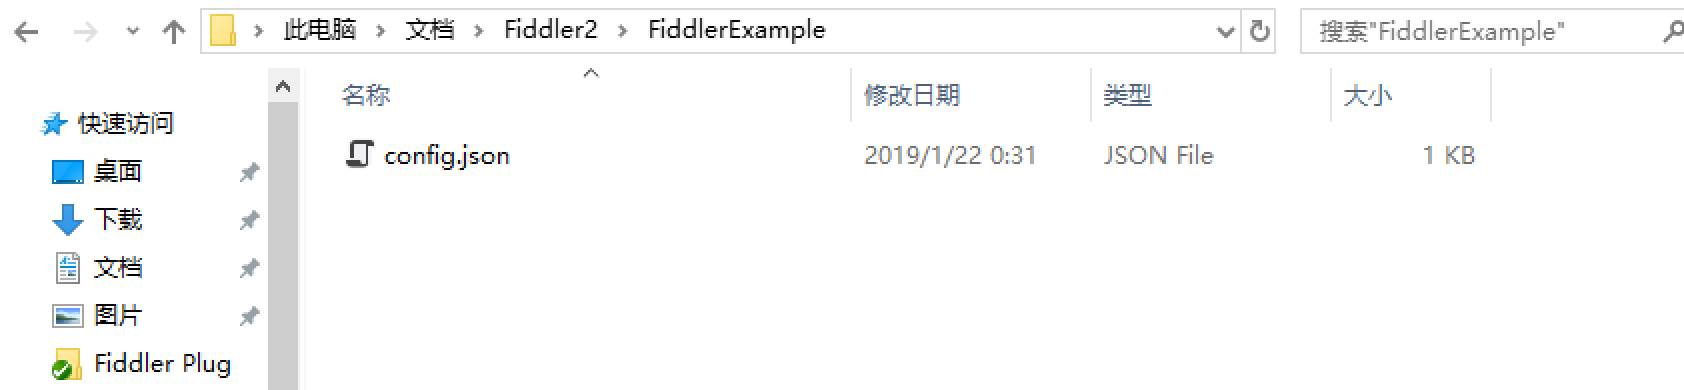 此电脑 › 文档 › Fiddler2 › FiddlerExample
搜索"FiddlerExample"
名称 修改日期 类型 大小
快速访问
config.json 2019/1/22 0:31 JSON File 1 KB
桌面
下载
文档
图片
Fiddler Plug